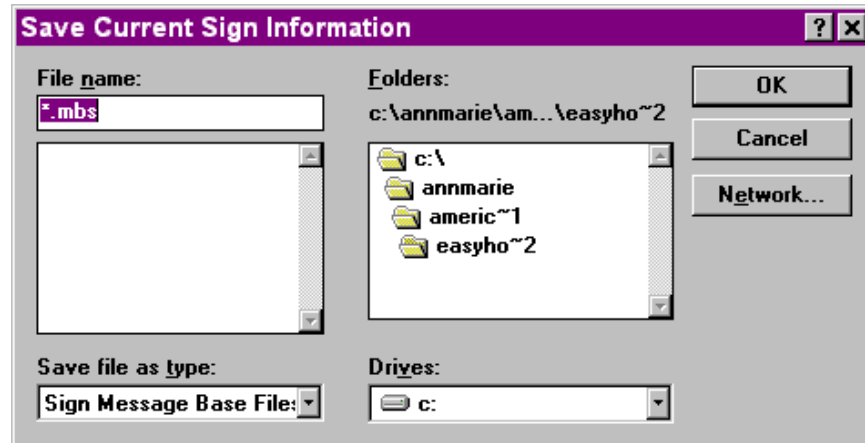 Save Current Sign Information
? ×
File name:
*.mbs
Folders:
c:\annmarie\am...\easyho~2
c:\
annmarie
americ~1
easyho~2
OK
Cancel
Network...
Save file as type:
Sign Message Base Files
Drives:
c: